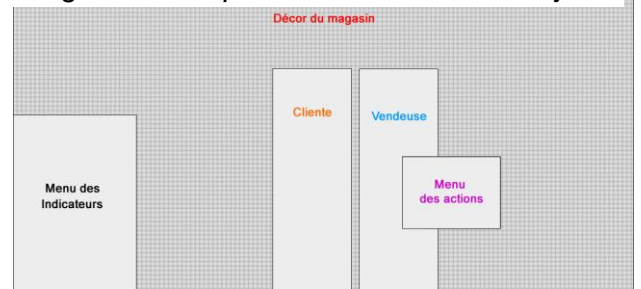 Décor du magasin
Cliente
Vendeuse
Menu
des actions
Menu des
Indicateurs